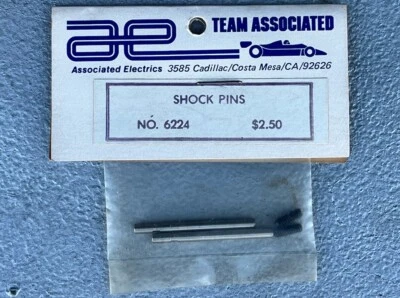 ae
TEAM ASSOCIATED
Associated Electrics 3585 Cadillac/Costa Mesa/CA/92626
SHOCK PINS
NO. 6224 $2.50